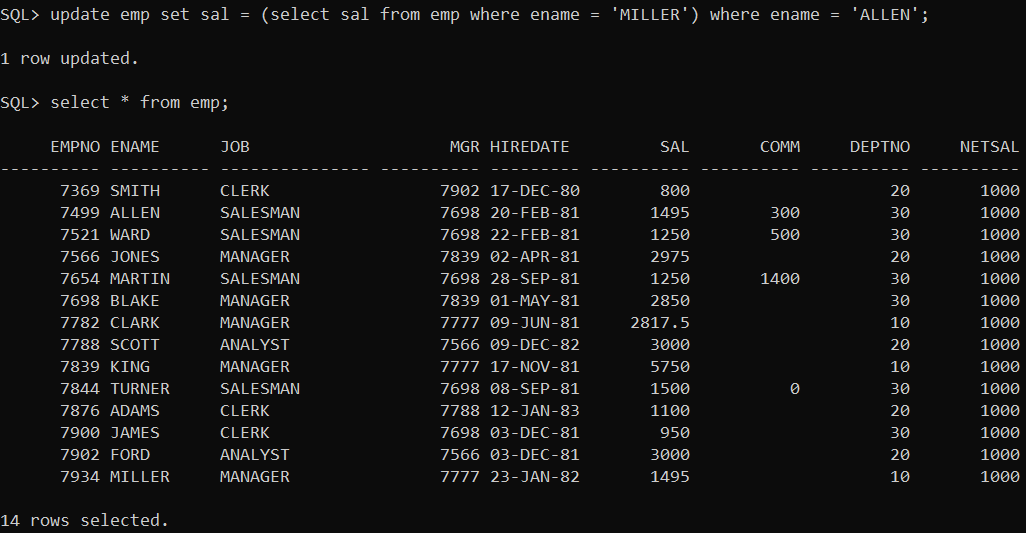 SQL> update emp set sal = (select sal from emp where ename = 'MILLER') where ename = 'ALLEN';
1 row updated.
SQL> select * from emp;
     EMPNO ENAME      JOB                    MGR HIREDATE         SAL       COMM     DEPTNO     NETSAL
---------- ---------- --------------- ---------- --------- ---------- ---------- ---------- ----------
      7369 SMITH      CLERK                 7902 17-DEC-80        800                    20       1000
      7499 ALLEN      SALESMAN              7698 20-FEB-81       1495        300         30       1000
      7521 WARD       SALESMAN              7698 22-FEB-81       1250        500         30       1000
      7566 JONES      MANAGER               7839 02-APR-81       2975                    20       1000
      7654 MARTIN     SALESMAN              7698 28-SEP-81       1250       1400         30       1000
      7698 BLAKE      MANAGER               7839 01-MAY-81       2850                    30       1000
      7782 CLARK      MANAGER               7777 09-JUN-81     2817.5                    10       1000
      7788 SCOTT      ANALYST               7566 09-DEC-82       3000                    20       1000
      7839 KING       MANAGER               7777 17-NOV-81       5750                    10       1000
      7844 TURNER     SALESMAN              7698 08-SEP-81       1500          0         30       1000
      7876 ADAMS      CLERK                 7788 12-JAN-83       1100                    20       1000
      7900 JAMES      CLERK                 7698 03-DEC-81        950                    30       1000
      7902 FORD       ANALYST               7566 03-DEC-81       3000                    20       1000
      7934 MILLER     MANAGER               7777 23-JAN-82       1495                    10       1000
14 rows selected.